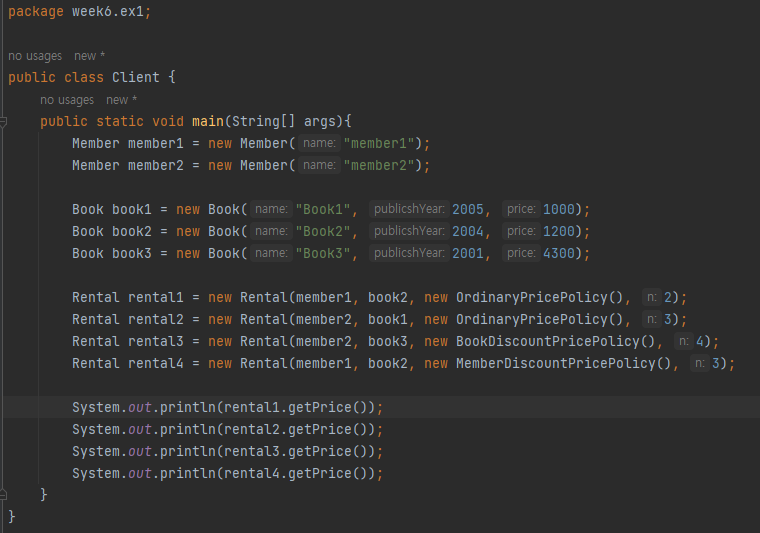 package week6.ex1;
no usages   new *
public class Client {
no usages   new *
public static void main(String[] args){
Member member1 = new Member( name: "member1");
Member member2 = new Member( name: "member2");
Book book1 = new Book( name: "Book1",  publicshYear: 2005,  price: 1000);
Book book2 = new Book( name: "Book2",  publicshYear: 2004,  price: 1200);
Book book3 = new Book( name: "Book3",  publicshYear: 2001,  price: 4300);
Rental rental1 = new Rental(member1, book2, new OrdinaryPricePolicy(),  n: 2);
Rental rental2 = new Rental(member2, book1, new OrdinaryPricePolicy(),  n: 3);
Rental rental3 = new Rental(member2, book3, new BookDiscountPricePolicy(),  n: 4);
Rental rental4 = new Rental(member1, book2, new MemberDiscountPricePolicy(),  n: 3);
System.out.println(rental1.getPrice());
System.out.println(rental2.getPrice());
System.out.println(rental3.getPrice());
System.out.println(rental4.getPrice());
}
}